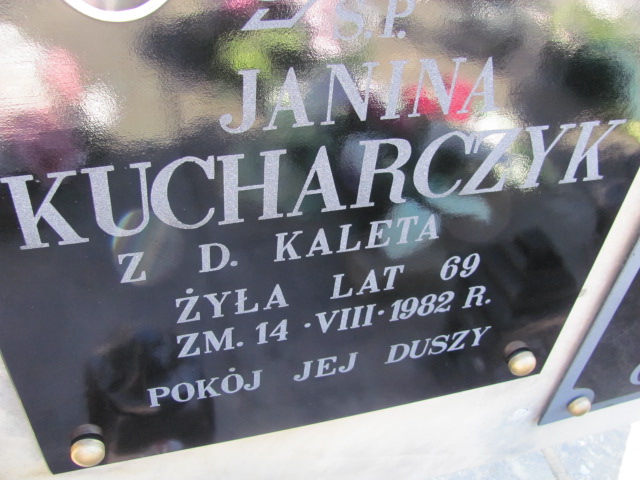 Ś.P.
JANINA
KUCHARCZYK
Z D. KALETA
ŻYŁA LAT 69
ZM. 14 ·VIII·1982 R.
POKÓJ JEJ DUSZY